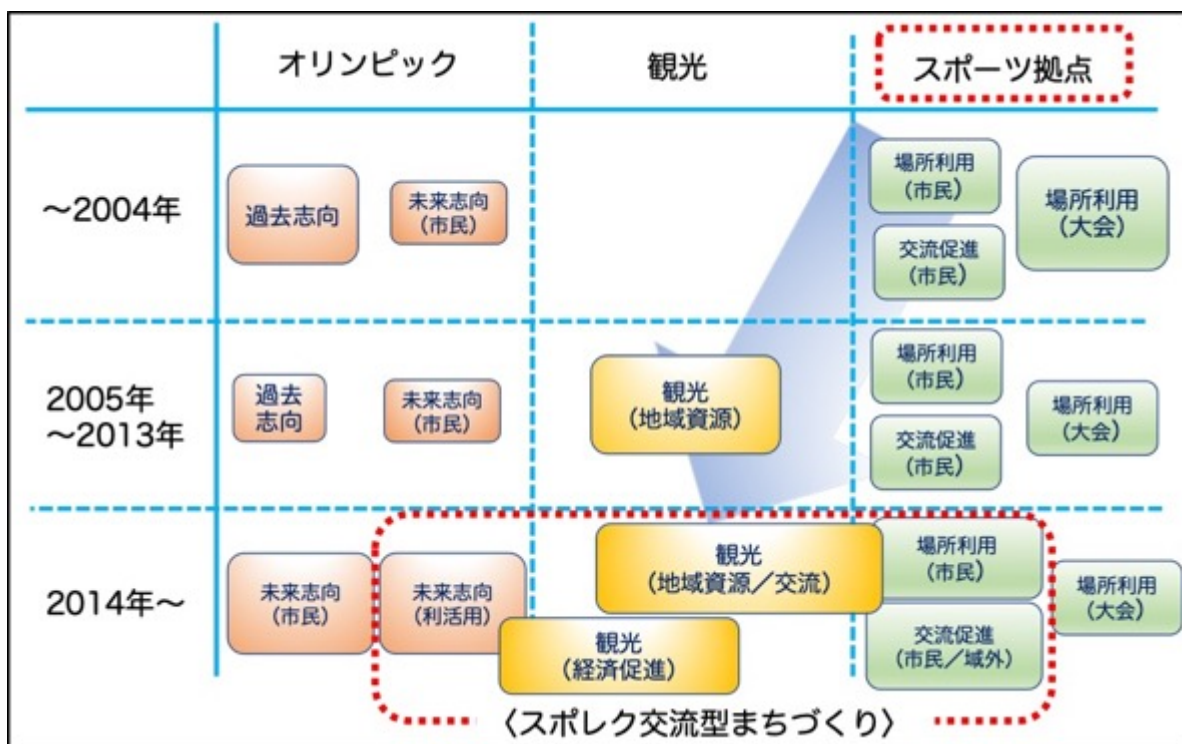 オリンピック
観光
スポーツ拠点
〜2004年
過去志向
未来志向
(市民)
場所利用
(市民)
場所利用
(大会)
交流促進
(市民)
2005年
〜2013年
過去
志向
未来志向
(市民)
観光
(地域資源)
場所利用
(市民)
場所利用
(大会)
交流促進
(市民)
2014年〜
未来志向
(市民)
未来志向
(利活用)
観光
(地域資源／交流)
観光
(経済促進)
場所利用
(市民)
場所利用
(大会)
交流促進
(市民／域外)
〈スポレク交流型まちづくり〉